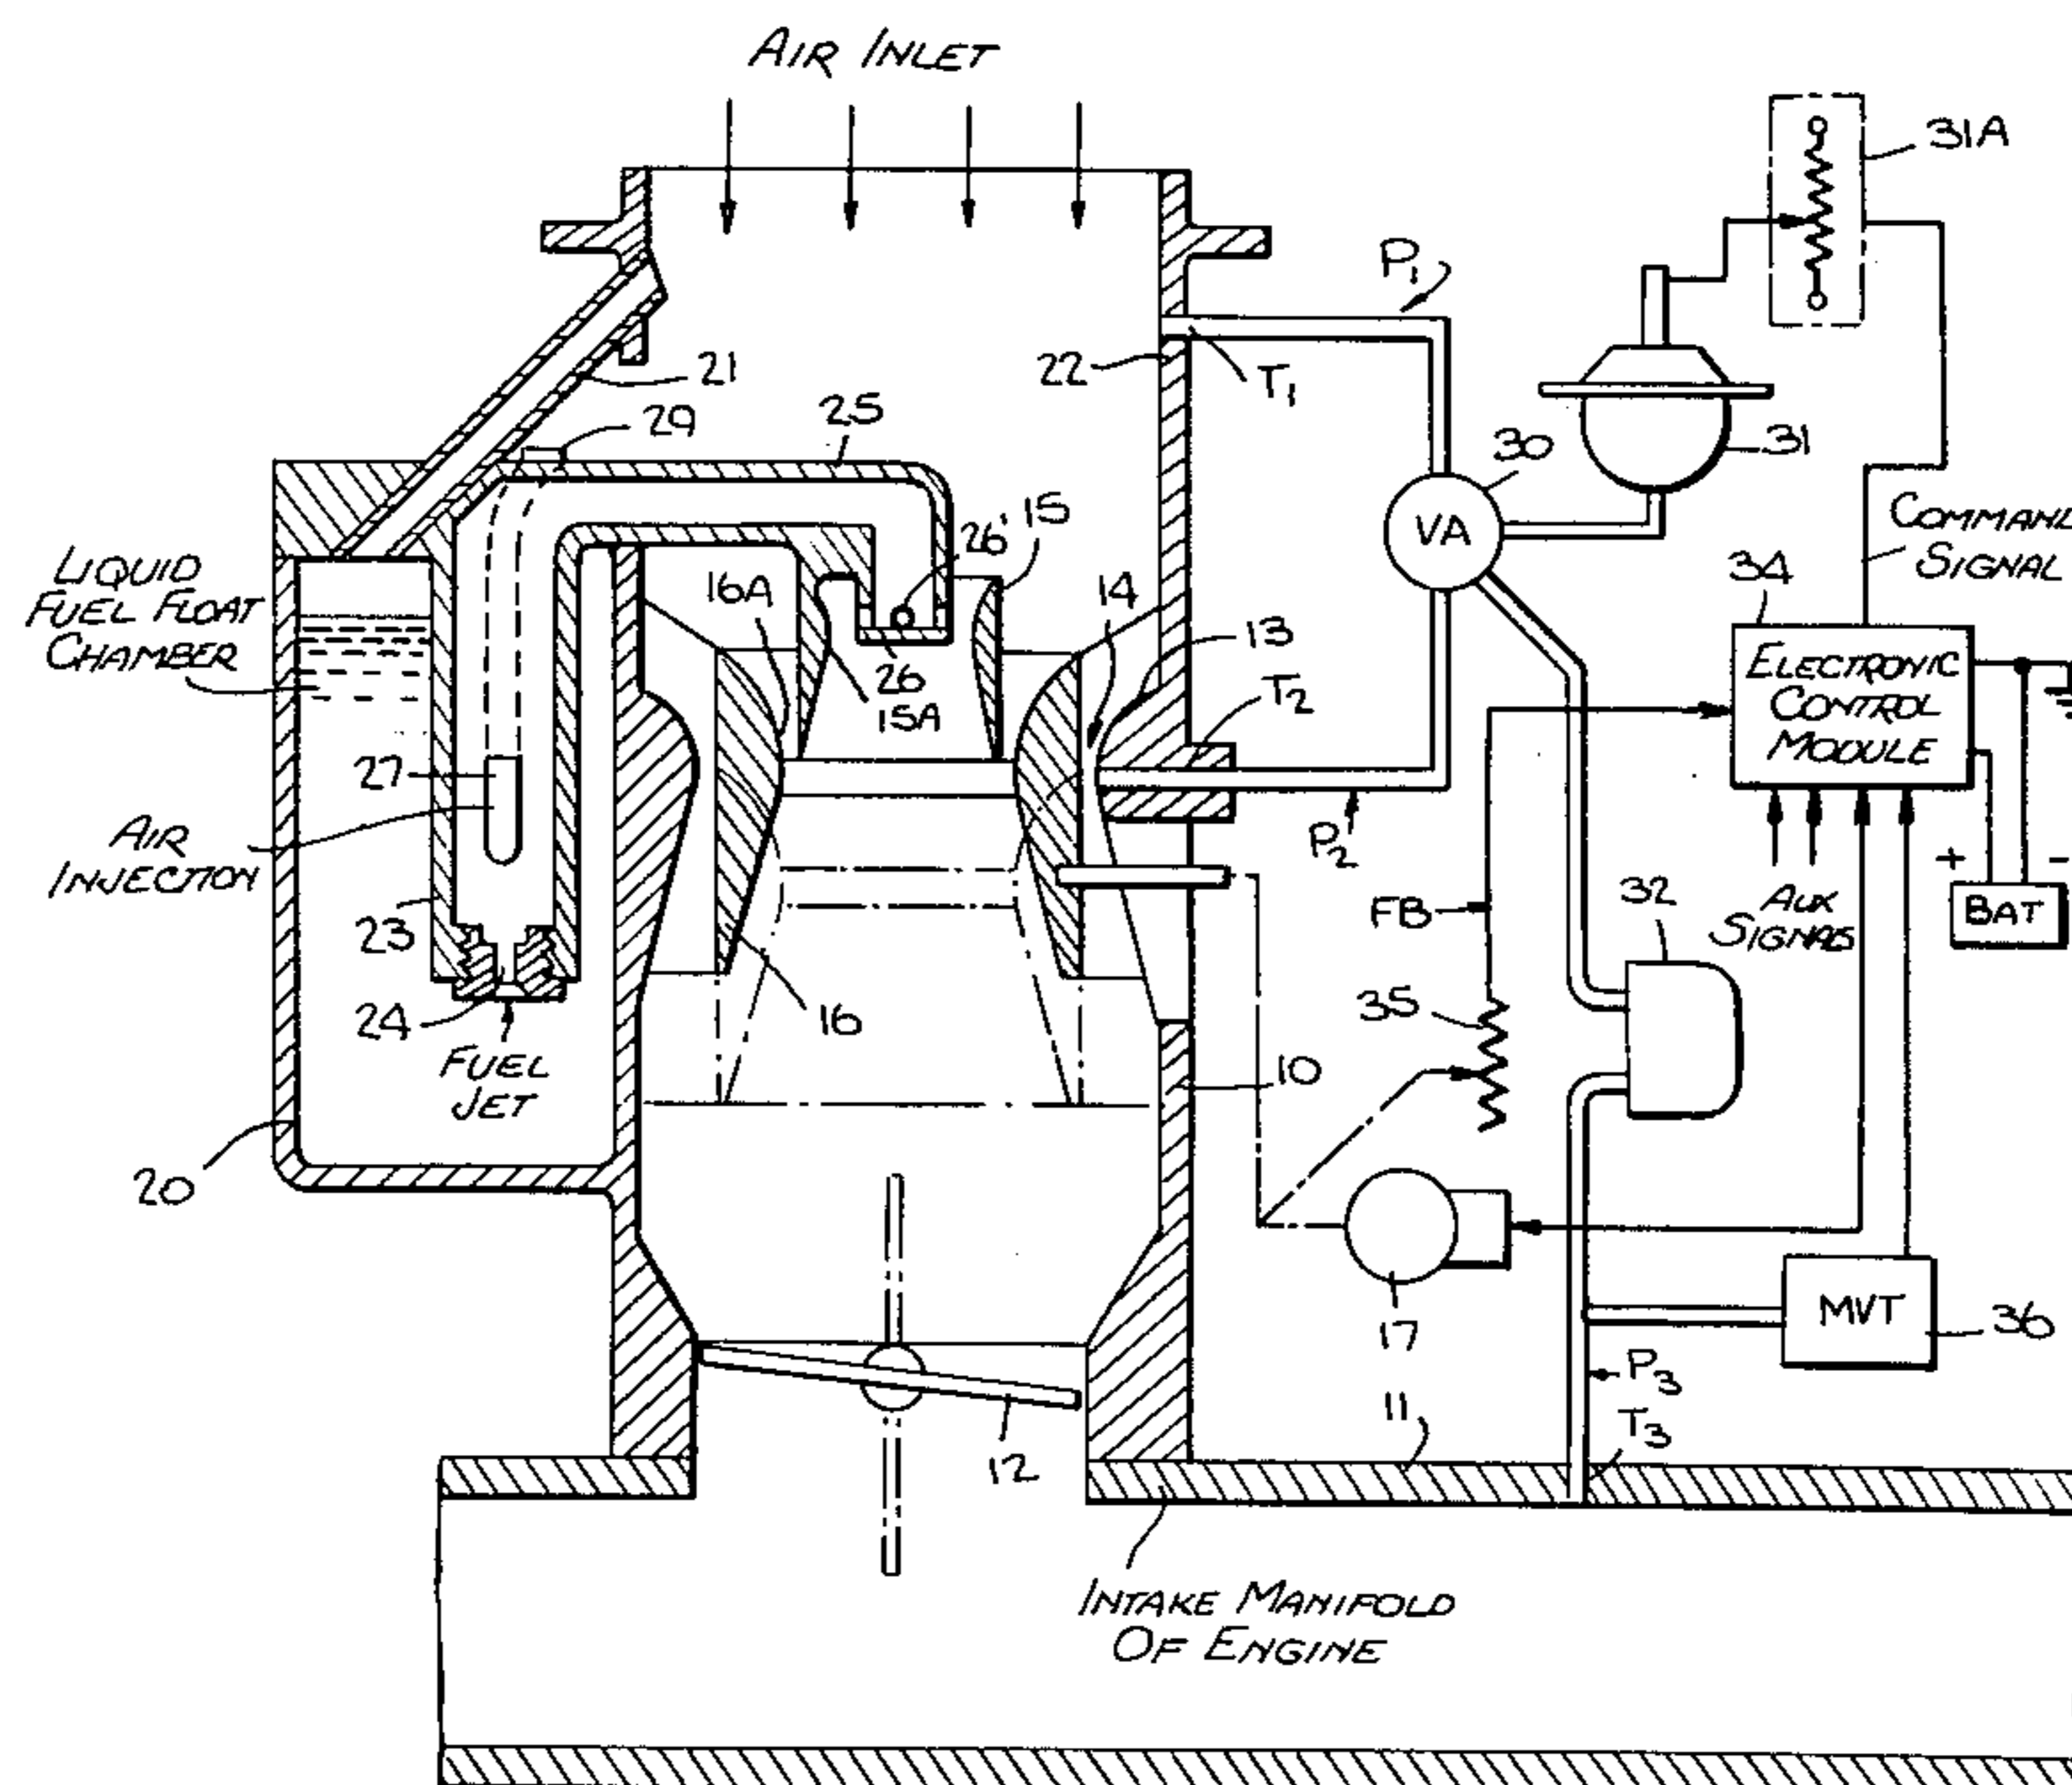 AIR INLET
31A
P1
21
22
T1
29
25
30
31
VA
26'
15
COMMAND
SIGNAL
LIQUID
FUEL FLOAT
CHAMBER
16A
14
34
13
26
15A
T2
ELECTRONIC
CONTROL
MODULE
27
AIR
INJECTION
P2
+
-
BAT
23
FB
AUX
SIGNALS
32
24
16
35
FUEL
JET
10
20
17
MVT
36
P3
11
T3
12
INTAKE MANIFOLD
OF ENGINE